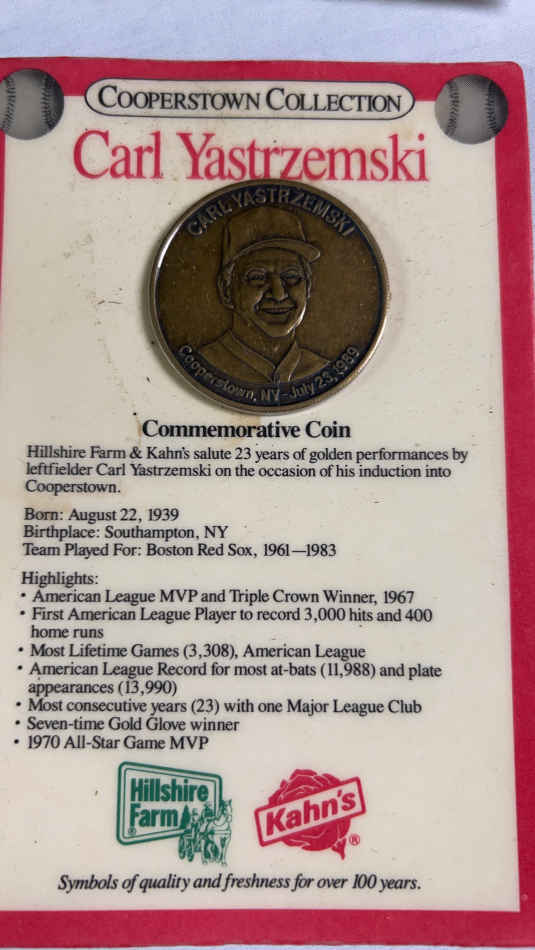 COOPERSTOWN COLLECTION
Carl Yastrzemski
CARL YASTRZEMSKI
Cooperstown, NY - July 23, 1989
Commemorative Coin
Hillshire Farm & Kahn's salute 23 years of golden performances by
leftfielder Carl Yastrzemski on the occasion of his induction into
Cooperstown.
Born: August 22, 1939
Birthplace: Southampton, NY
Team Played For: Boston Red Sox, 1961—1983
Highlights:
• American League MVP and Triple Crown Winner, 1967
• First American League Player to record 3,000 hits and 400
home runs
• Most Lifetime Games (3,308), American League
• American League Record for most at-bats (11,988) and plate
appearances (13,990)
• Most consecutive years (23) with one Major League Club
• Seven-time Gold Glove winner
• 1970 All-Star Game MVP
Hillshire
Farm
®
Kahn's
®
Symbols of quality and freshness for over 100 years.